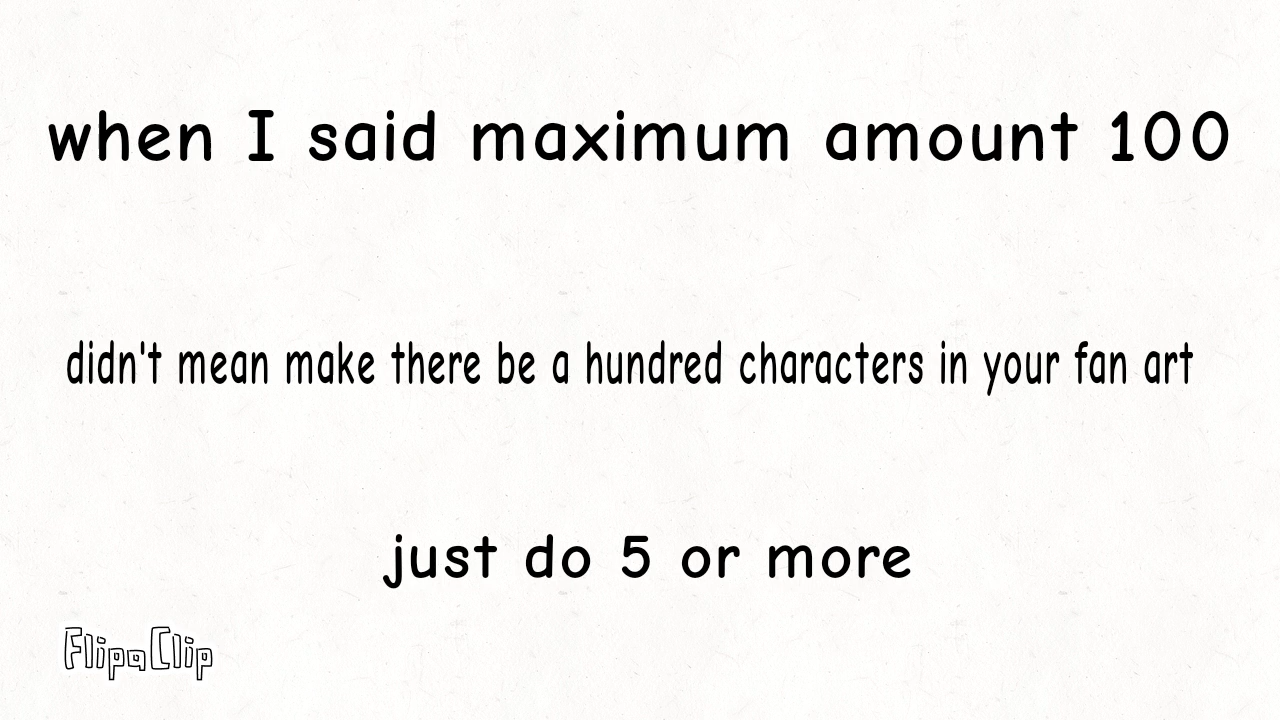 when I said maximum amount 100
didn't mean make there be a hundred characters in your fan art
just do 5 or more
FlipaClip